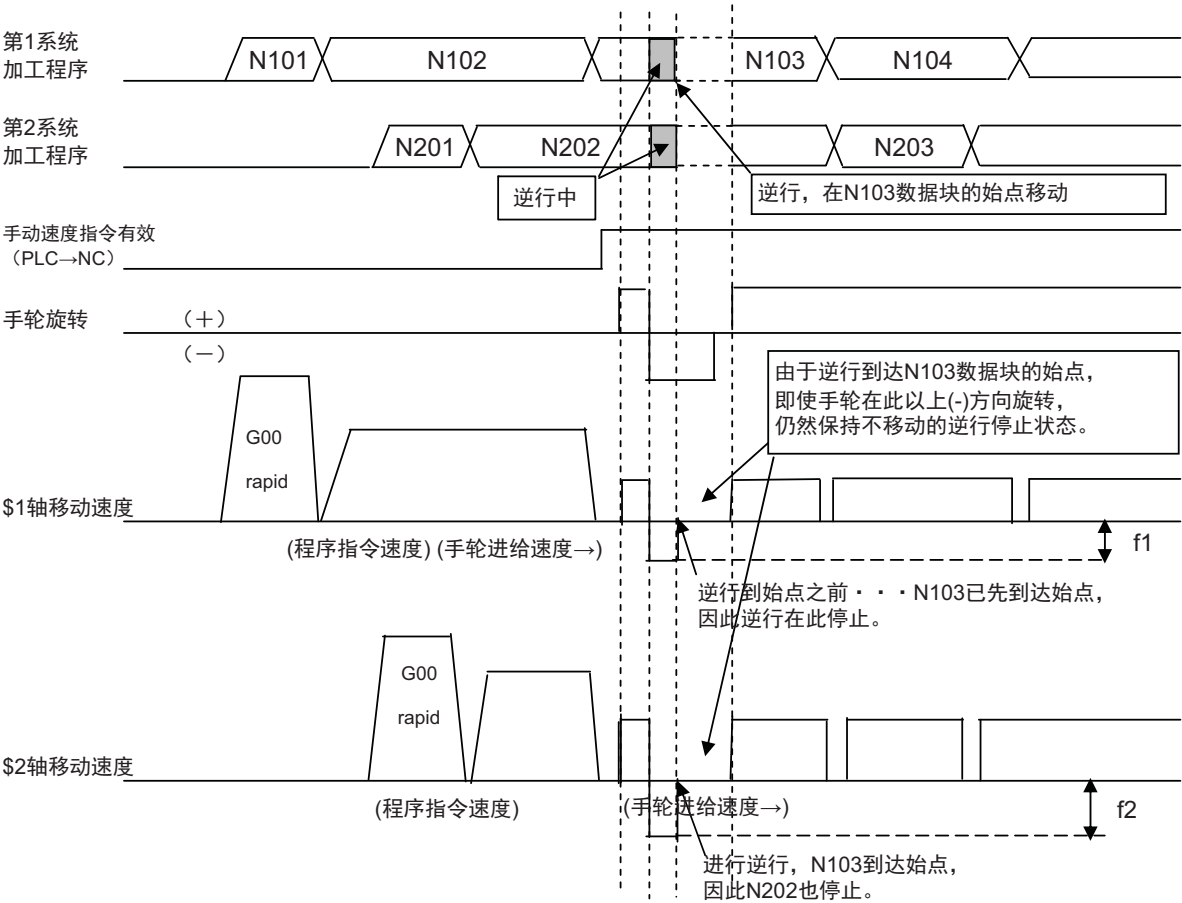 第1系统
加工程序
N101
N102
N103
N104
第2系统
加工程序
N201
N202
N203
逆行中
逆行，在N103数据块的始点移动
手动速度指令有效
（PLC→NC）
手轮旋转
（＋）
（－）
由于逆行到达N103数据块的始点，
即使手轮在此以上(-)方向旋转，
仍然保持不移动的逆行停止状态。
G00
rapid
$1轴移动速度
(程序指令速度) (手轮进给速度→)
f1
逆行到始点之前・・・N103已先到达始点，
因此逆行在此停止。
G00
rapid
$2轴移动速度
(程序指令速度)
(手轮进给速度→)
f2
进行逆行，N103到达始点，
因此N202也停止。